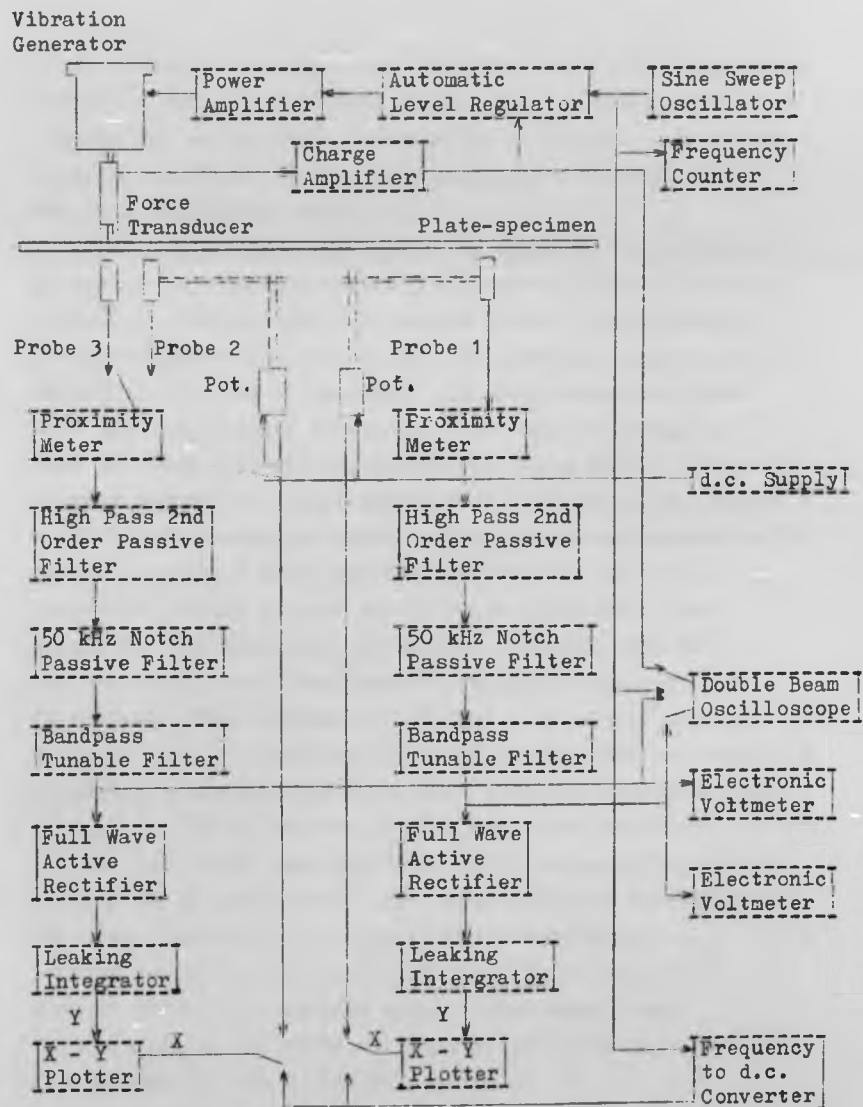 Vibration
Generator
Power
Amplifier
Automatic
Level Regulator
Sine Sweep
Oscillator
Charge
Amplifier
Frequency
Counter
Force
Transducer
Plate-specimen
Probe 3
Probe 2
Probe 1
Pot.
Pot.
Proximity
Meter
Proximity
Meter
d.c. Supply
High Pass 2nd
Order Passive
Filter
High Pass 2nd
Order Passive
Filter
50 kHz Notch
Passive Filter
50 kHz Notch
Passive Filter
Double Beam
Oscilloscope
Bandpass
Tunable Filter
Bandpass
Tunable Filter
Electronic
Voltmeter
Full Wave
Active
Rectifier
Full Wave
Active
Rectifier
Electronic
Voltmeter
Leaking
Integrator
Leaking
Intergrator
Y
Y
X - Y
Plotter
X
X
X - Y
Plotter
Frequency
to d.c.
Converter